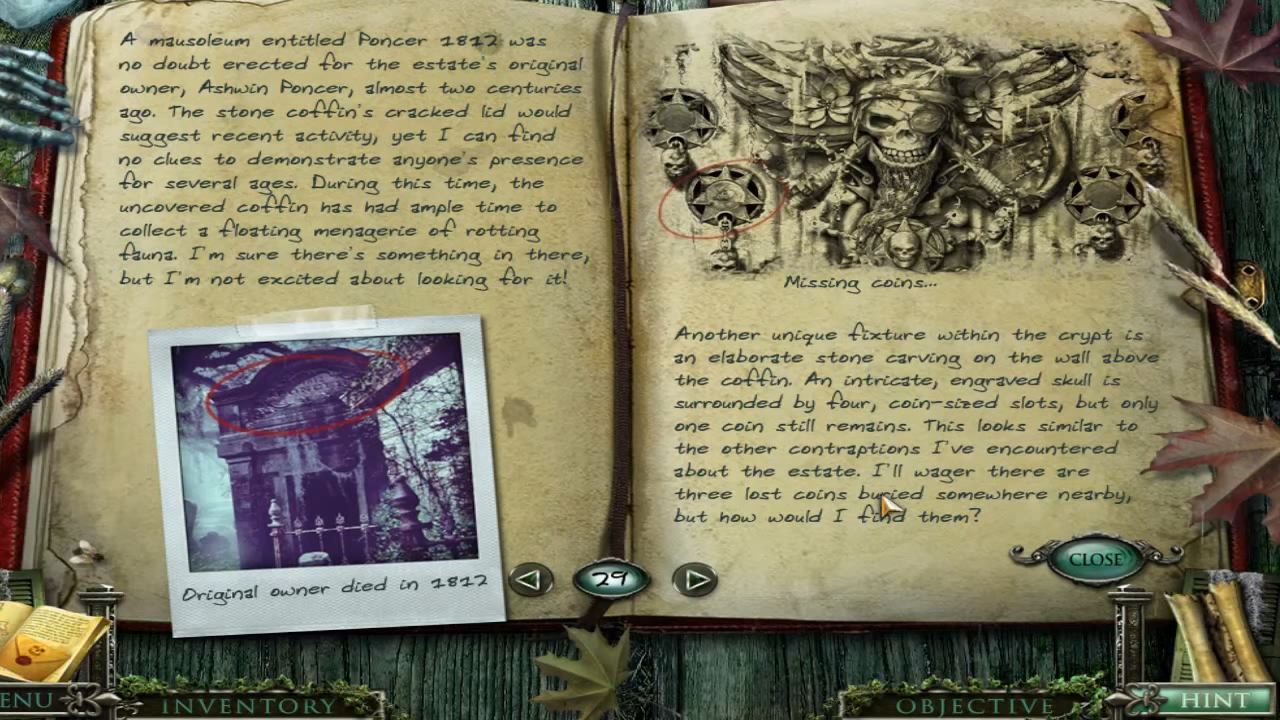 A mausoleum entitled Poncer 1812 was
no doubt erected for the estate's original
owner, Ashwin Poncer, almost two centuries
ago. The stone coffin's cracked lid would
suggest recent activity, yet I can find
no clues to demonstrate anyone's presence
for several ages. During this time, the
uncovered coffin has had ample time to
collect a floating menagerie of rotting
fauna. I'm sure there's something in there,
but I'm not excited about looking for it!
Original owner died in 1812
Missing coins...
Another unique fixture within the crypt is
an elaborate stone carving on the wall above
the coffin. An intricate, engraved skull is
surrounded by four, coin-sized slots, but only
one coin still remains. This looks similar to
the other contraptions I've encountered
about the estate. I'll wager there are
three lost coins buried somewhere nearby,
but how would I find them?
29
CLOSE
ENU
INVENTORY
OBJECTIVE
HINT